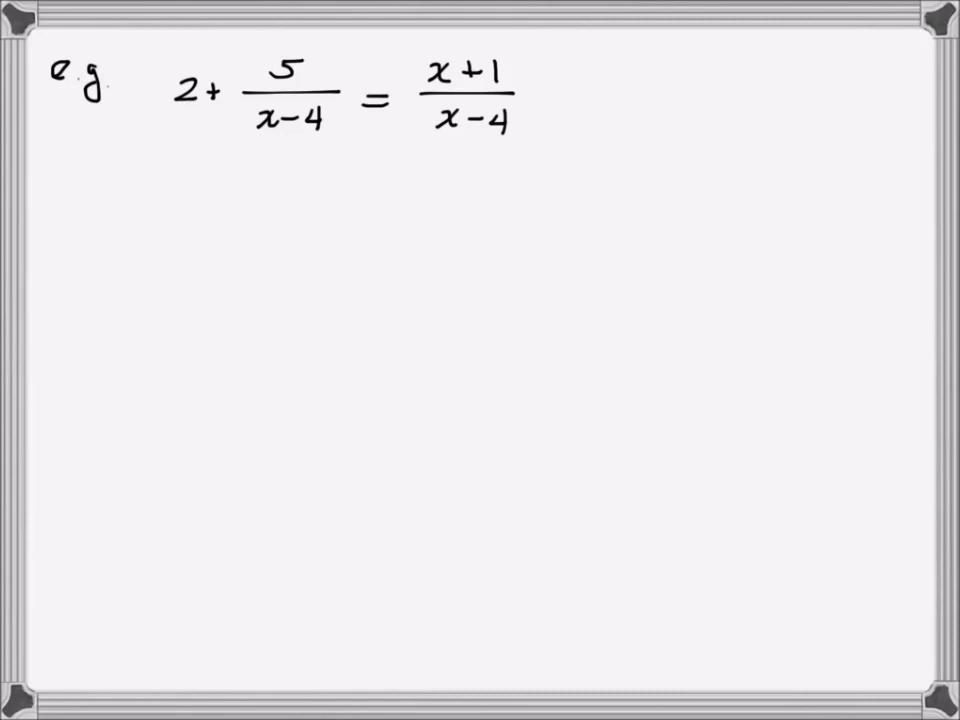 e.g. 2 + 5/(x-4) = (x+1)/(x-4)